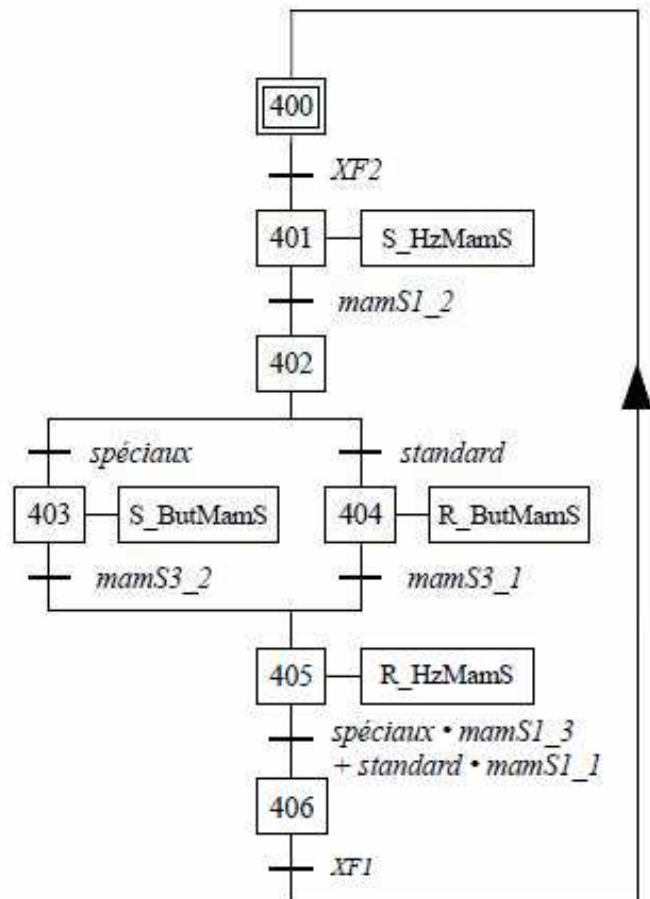 400
XF2
401 S_HzMamS
mamS1_2
402
spéciaux standard
403 S_ButMamS 404 R_ButMamS
mamS3_2 mamS3_1
405 R_HzMamS
spéciaux • mamS1_3
+ standard • mamS1_1
406
XF1